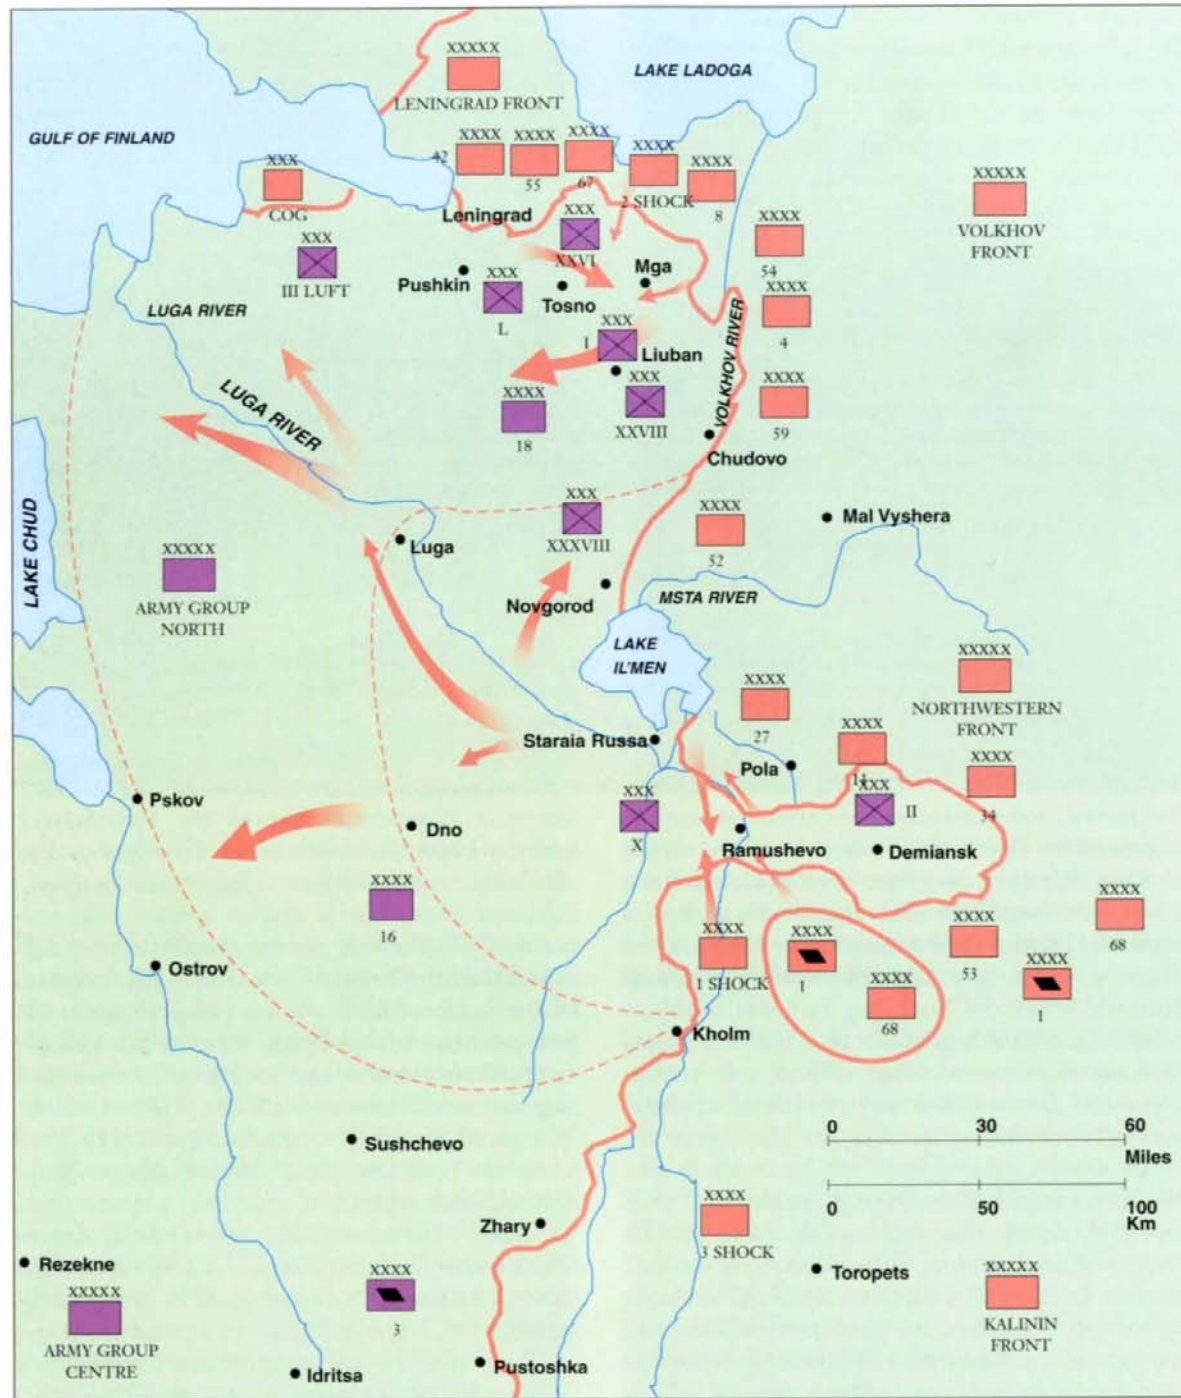 XXXXX
LENINGRAD FRONT
LAKE LADOGA
GULF OF FINLAND
XXX
COG
XXXX
42
XXXX
55
XXXX
67
XXXX
2 SHOCK
XXXX
8
XXXXX
VOLKHOV
FRONT
Leningrad
XXX
XXVI
XXXX
54
XXX
III LUFT
Pushkin
XXX
L
Tosno
Mga
XXXX
4
LUGA RIVER
XXX
I
Liuban
VOLKHOV RIVER
LUGA RIVER
XXXX
18
XXX
XXVIII
XXXX
59
Chudovo
LAKE CHUD
XXX
XXXVIII
XXXX
52
Mal Vyshera
Luga
XXXXX
ARMY GROUP
NORTH
Novgorod
MSTA RIVER
LAKE
IL'MEN
XXXXX
NORTHWESTERN
FRONT
XXXX
27
Staraia Russa
Pola
XXXX
11
XXXX
34
Pskov
XXX
X
XXX
II
Dno
Ramushevo
Demiansk
XXXX
16
XXXX
68
Ostrov
XXXX
1 SHOCK
XXXX
1
XXXX
68
XXXX
53
XXXX
1
Kholm
Sushchevo
0 30 60
Miles
0 50 100
Km
Zhary
XXXX
3 SHOCK
Rezekne
Toropets
XXXXX
ARMY GROUP
CENTRE
XXXX
3
XXXXX
KALININ
FRONT
Idritsa
Pustoshka